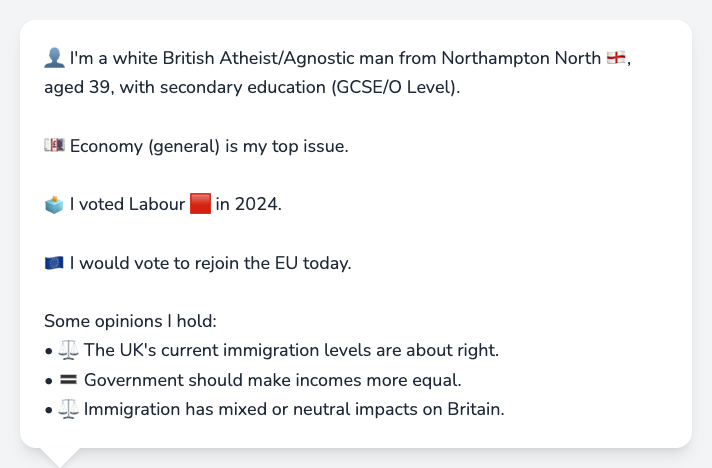 👤 I'm a white British Atheist/Agnostic man from Northampton North 🏴󠁧󠁢󠁥󠁮󠁧󠁿,
aged 39, with secondary education (GCSE/O Level).
💷 Economy (general) is my top issue.
🗳️ I voted Labour 🟥 in 2024.
🇪🇺 I would vote to rejoin the EU today.
Some opinions I hold:
• ⚖️ The UK's current immigration levels are about right.
• 🟰 Government should make incomes more equal.
• ⚖️ Immigration has mixed or neutral impacts on Britain.